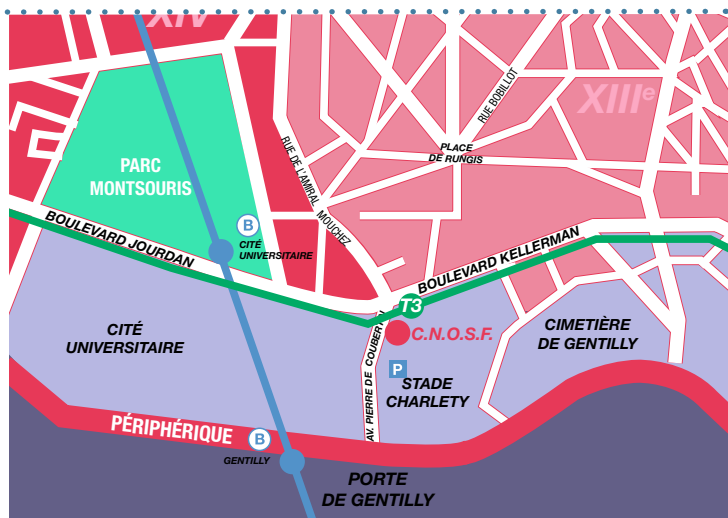 XIV
XIIIe
RUE BOBILLOT
PLACE
DE RUNGIS
RUE DE L'AMIRAL MOUCHEZ
PARC
MONTSOURIS
B
CITÉ
UNIVERSITAIRE
BOULEVARD JOURDAN
BOULEVARD KELLERMAN
T3
C.N.O.S.F.
CITÉ
UNIVERSITAIRE
CIMETIÈRE
DE GENTILLY
AV. PIERRE DE COUBERTIN
P
STADE
CHARLETY
PÉRIPHÉRIQUE
B
GENTILLY
PORTE
DE GENTILLY